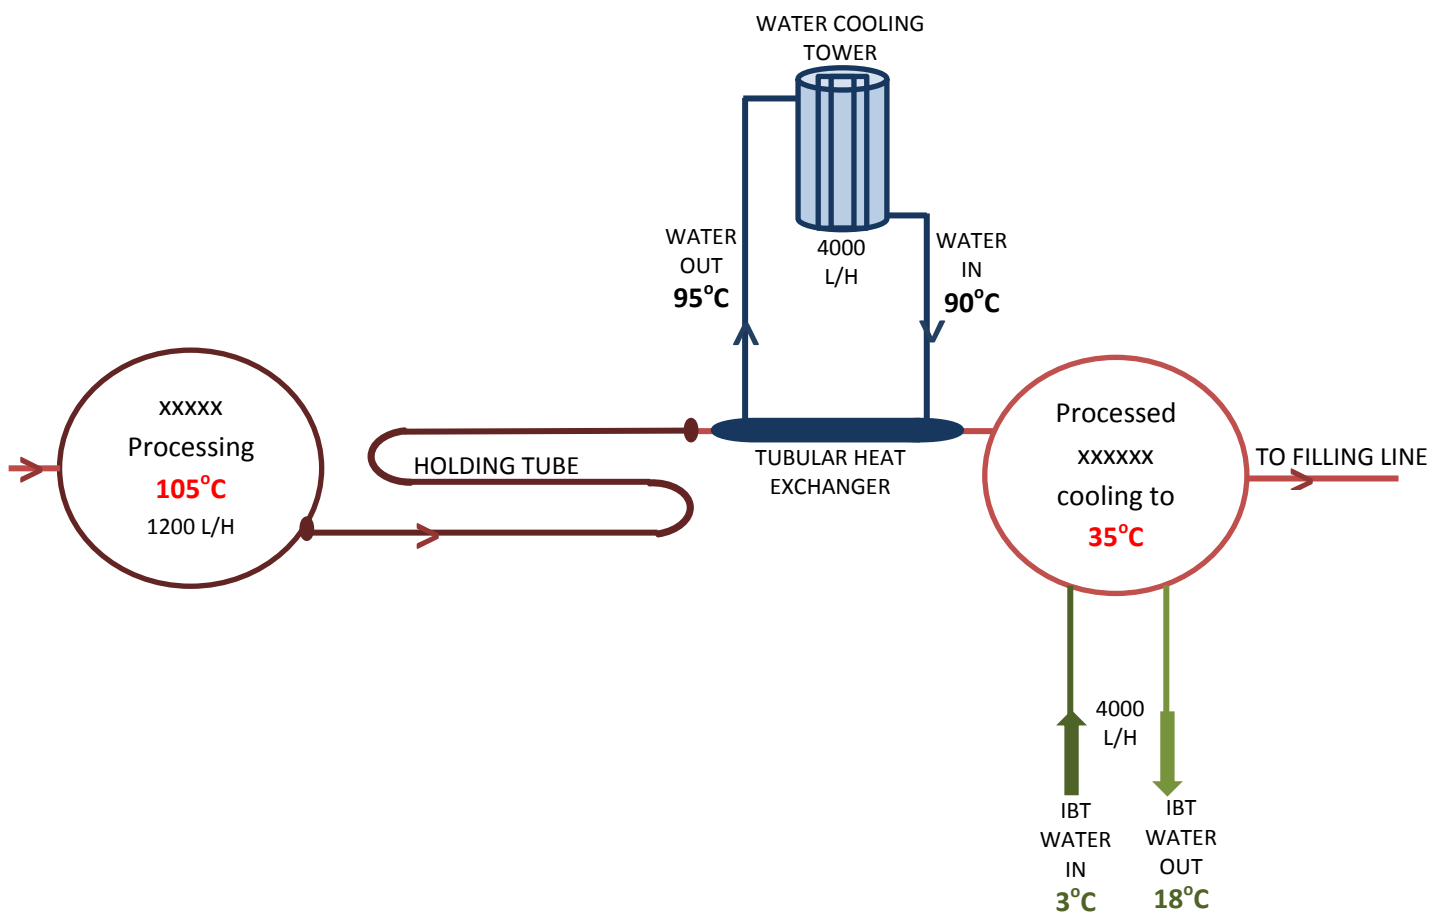 WATER COOLING
TOWER
4000
L/H
WATER
OUT
95°C
WATER
IN
90°C
xxxxx
Processing
105°C
1200 L/H
HOLDING TUBE
TUBULAR HEAT
EXCHANGER
Processed
xxxxxx
cooling to
35°C
TO FILLING LINE
4000
L/H
IBT
WATER
IN
3°C
IBT
WATER
OUT
18°C